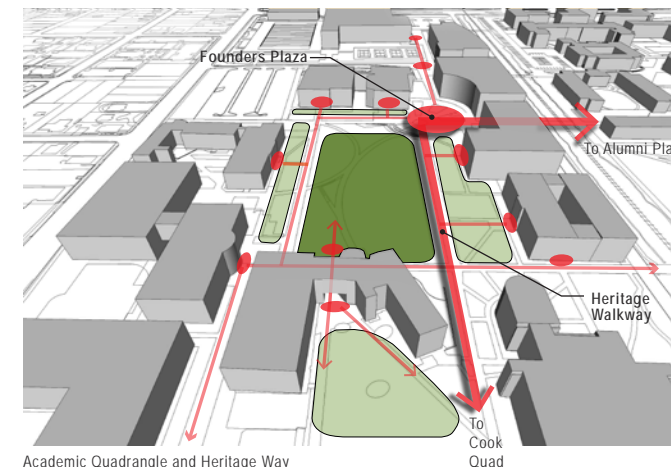 Founders Plaza
To Alumni Pla
Heritage
Walkway
To
Cook
Quad
Academic Quadrangle and Heritage Way